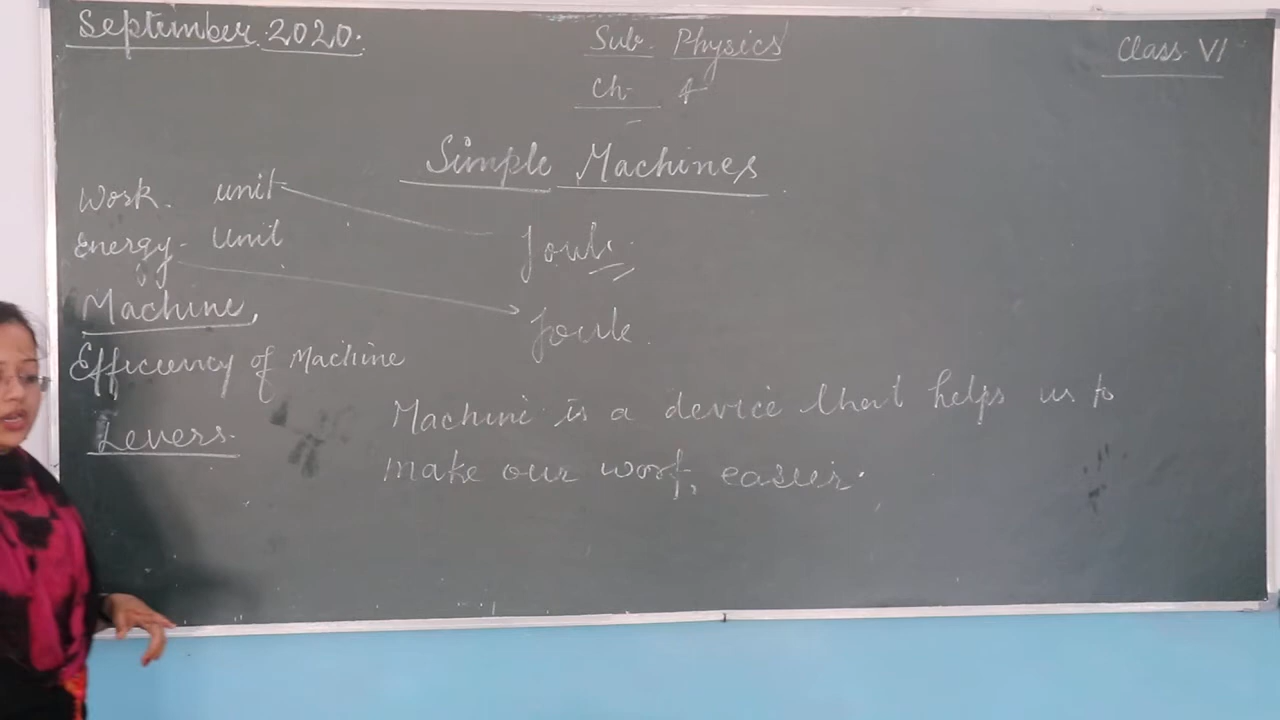 September 2020.
Sub. Physics
Class VI
Ch. 4
Simple Machines
Work. unit
Joule.
Energy- Unit
Machine,
Joule.
Efficiency of Machine
Machine is a device that helps us to
Levers.
make our work, easier.